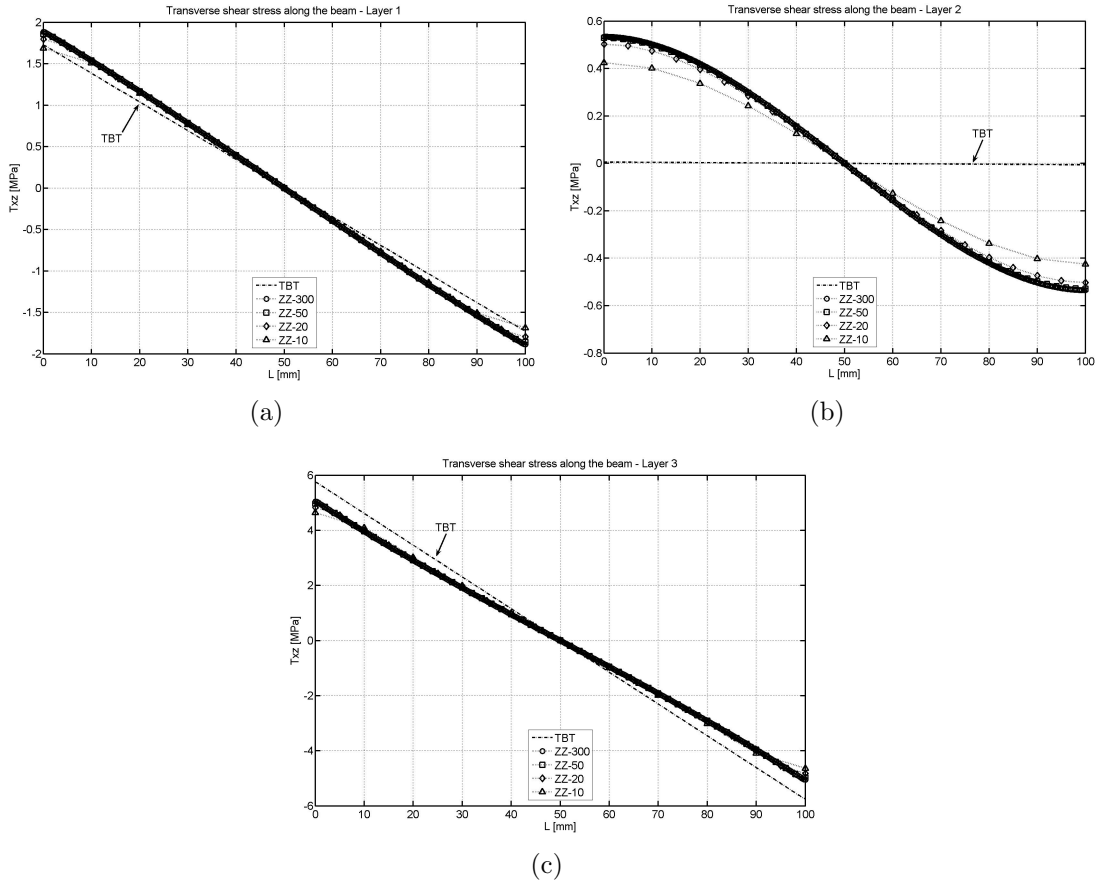 Transverse shear stress along the beam - Layer 1
2
1.5
1
0.5
0
-0.5
-1
-1.5
-2
Txz [MPa]
TBT
TBT
ZZ-300
ZZ-50
ZZ-20
ZZ-10
0 10 20 30 40 50 60 70 80 90 100
L [mm]
(a)
Transverse shear stress along the beam - Layer 2
0.6
0.4
0.2
0
-0.2
-0.4
-0.6
-0.8
Txz [MPa]
TBT
TBT
ZZ-300
ZZ-50
ZZ-20
ZZ-10
0 10 20 30 40 50 60 70 80 90 100
L [mm]
(b)
Transverse shear stress along the beam - Layer 3
6
4
2
0
-2
-4
-6
Txz [MPa]
TBT
TBT
ZZ-300
ZZ-50
ZZ-20
ZZ-10
0 10 20 30 40 50 60 70 80 90 100
L [mm]
(c)